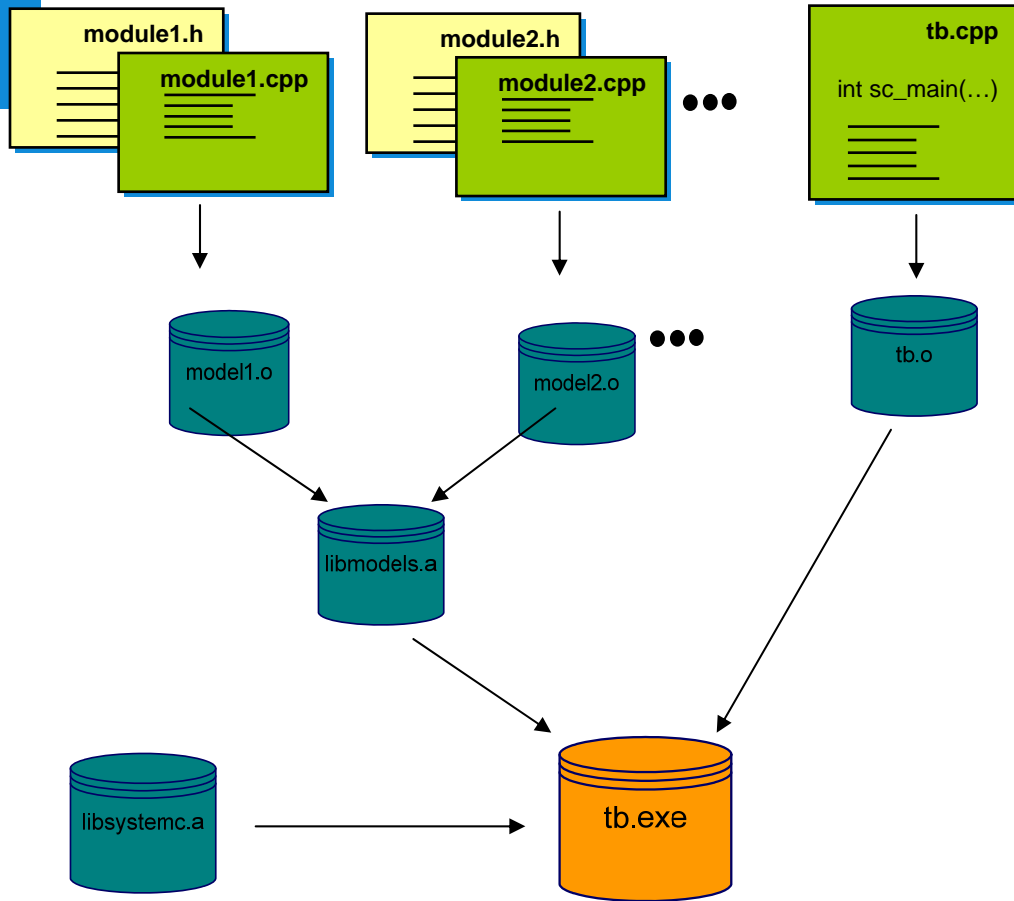 module1.h
module1.cpp
module2.h
module2.cpp
tb.cpp
int sc_main(…)
model1.o
model2.o
tb.o
libmodels.a
libsystemc.a
tb.exe